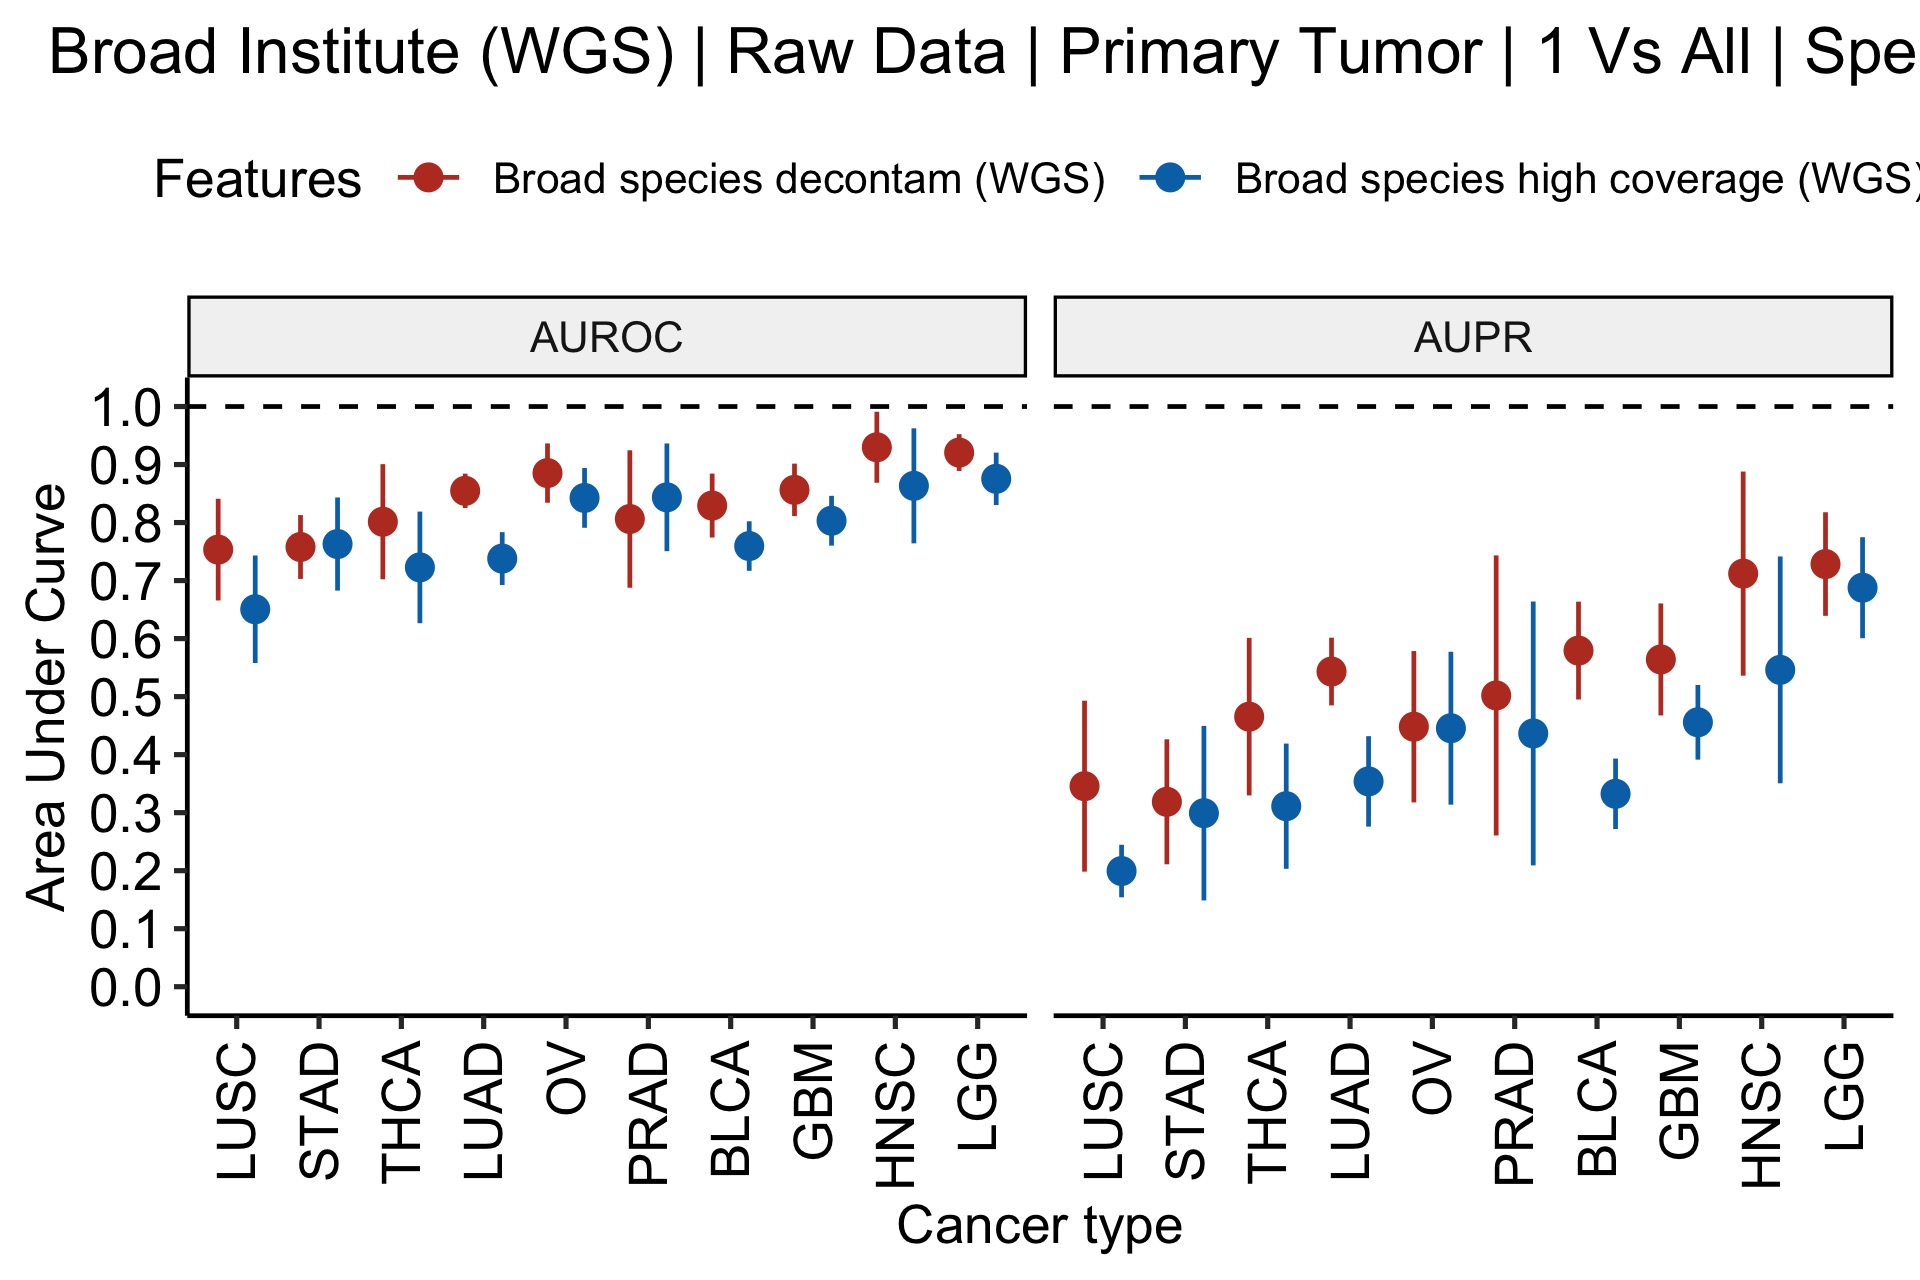 Broad Institute (WGS) | Raw Data | Primary Tumor | 1 Vs All | Spe
Features Broad species decontam (WGS) Broad species high coverage (WGS)
AUROC AUPR
Area Under Curve
1.0
0.9
0.8
0.7
0.6
0.5
0.4
0.3
0.2
0.1
0.0
LUSC STAD THCA LUAD OV PRAD BLCA GBM HNSC LGG LUSC STAD THCA LUAD OV PRAD BLCA GBM HNSC LGG
Cancer type